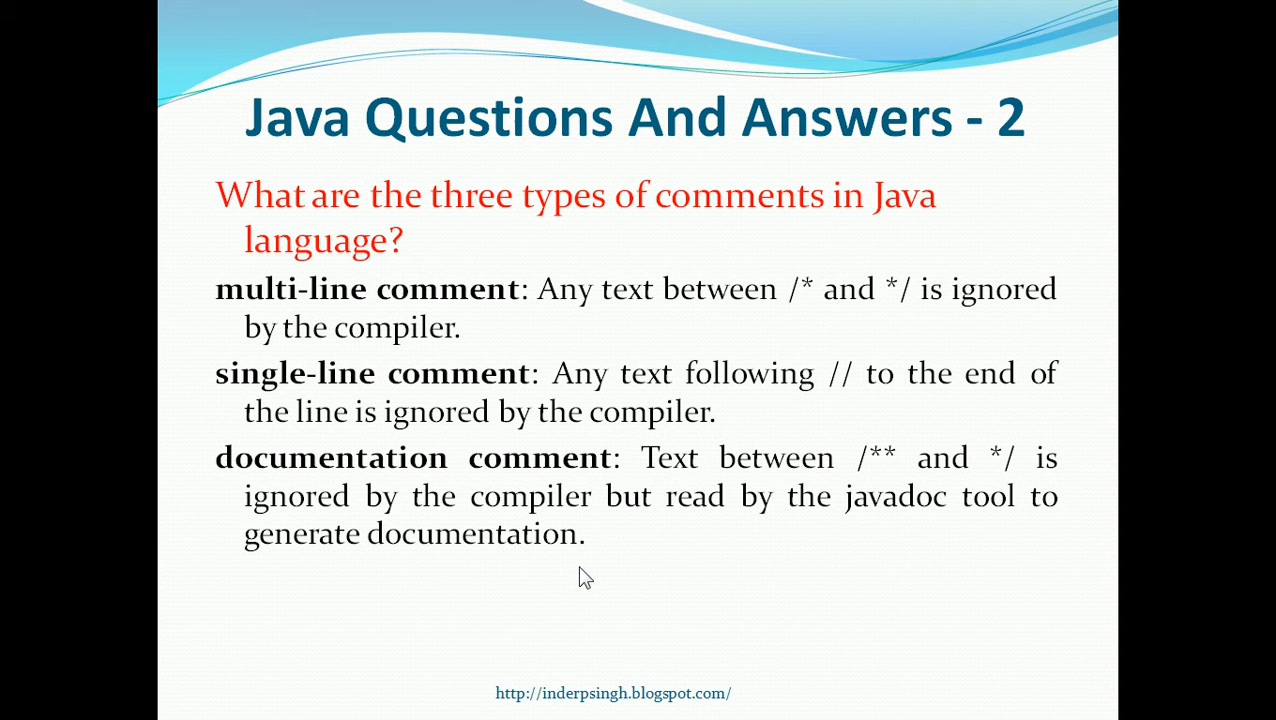 Java Questions And Answers - 2
What are the three types of comments in Java
language?
multi-line comment: Any text between /* and */ is ignored
by the compiler.
single-line comment: Any text following // to the end of
the line is ignored by the compiler.
documentation comment: Text between /** and */ is
ignored by the compiler but read by the javadoc tool to
generate documentation.
http://inderpsingh.blogspot.com/